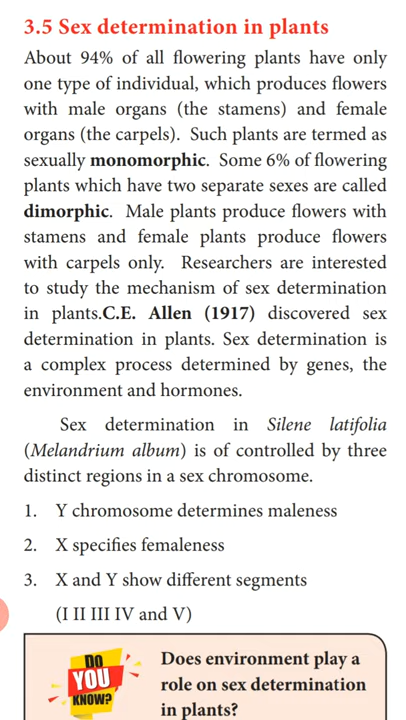 3.5 Sex determination in plants
About 94% of all flowering plants have only
one type of individual, which produces flowers
with male organs (the stamens) and female
organs (the carpels). Such plants are termed as
sexually monomorphic. Some 6% of flowering
plants which have two separate sexes are called
dimorphic. Male plants produce flowers with
stamens and female plants produce flowers
with carpels only. Researchers are interested
to study the mechanism of sex determination
in plants.C.E. Allen (1917) discovered sex
determination in plants. Sex determination is
a complex process determined by genes, the
environment and hormones.
Sex determination in Silene latifolia
(Melandrium album) is of controlled by three
distinct regions in a sex chromosome.
1. Y chromosome determines maleness
2. X specifies femaleness
3. X and Y show different segments
(I II III IV and V)
DO
YOU
KNOW?
Does environment play a
role on sex determination
in plants?